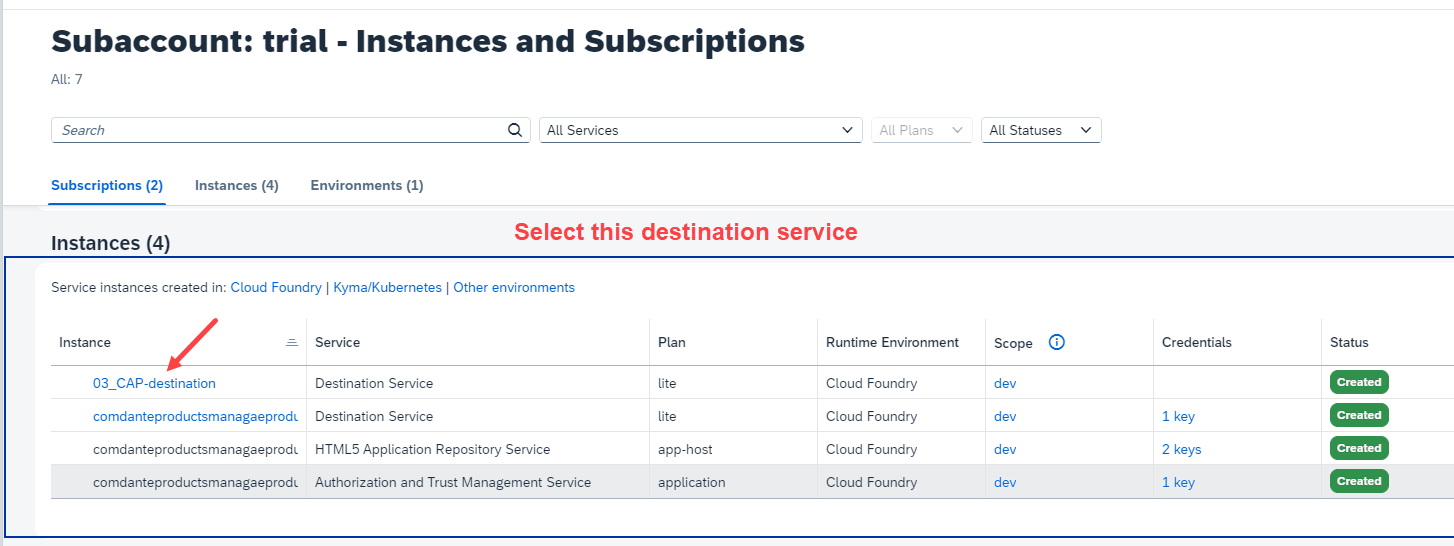 Subaccount: trial - Instances and Subscriptions
All: 7
Search All Services All Plans All Statuses
Subscriptions (2) Instances (4) Environments (1)
Select this destination service
Instances (4)
Service instances created in: Cloud Foundry | Kyma/Kubernetes | Other environments
Instance Service Plan Runtime Environment Scope Credentials Status
03_CAP-destination Destination Service lite Cloud Foundry dev Created
comdanteproductsmanagaeprodu Destination Service lite Cloud Foundry dev 1 key Created
comdanteproductsmanagaeprodu HTML5 Application Repository Service app-host Cloud Foundry dev 2 keys Created
comdanteproductsmanagaeprodu Authorization and Trust Management Service application Cloud Foundry dev 1 key Created